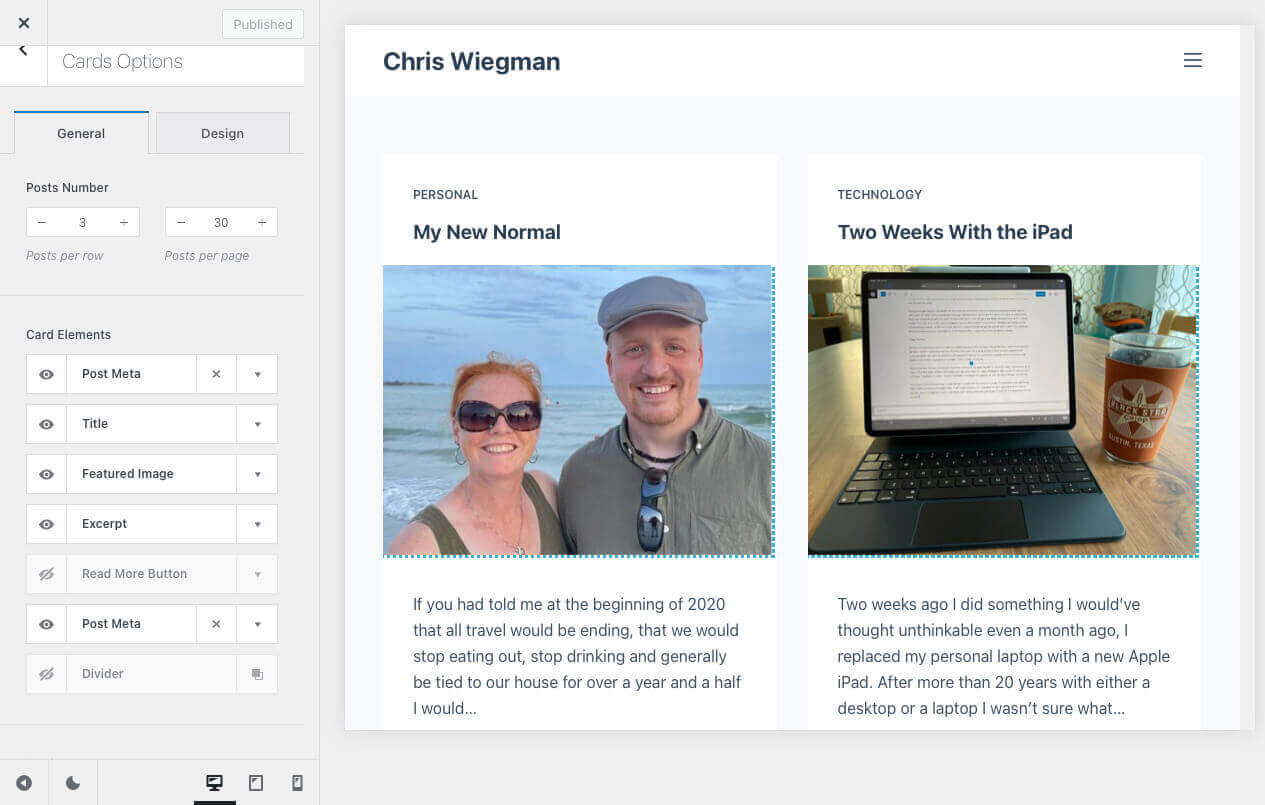 Published
Cards Options
General
Design
Posts Number
3
30
Posts per row
Posts per page
Card Elements
Post Meta
Title
Featured Image
Excerpt
Read More Button
Post Meta
Divider
Chris Wiegman
PERSONAL
My New Normal
If you had told me at the beginning of 2020
that all travel would be ending, that we would
stop eating out, stop drinking and generally
be tied to our house for over a year and a half
I would…
TECHNOLOGY
Two Weeks With the iPad
BLACK STAR
AUSTIN, TEXAS
Two weeks ago I did something I would’ve
thought unthinkable even a month ago, I
replaced my personal laptop with a new Apple
iPad. After more than 20 years with either a
desktop or a laptop I wasn’t sure what…